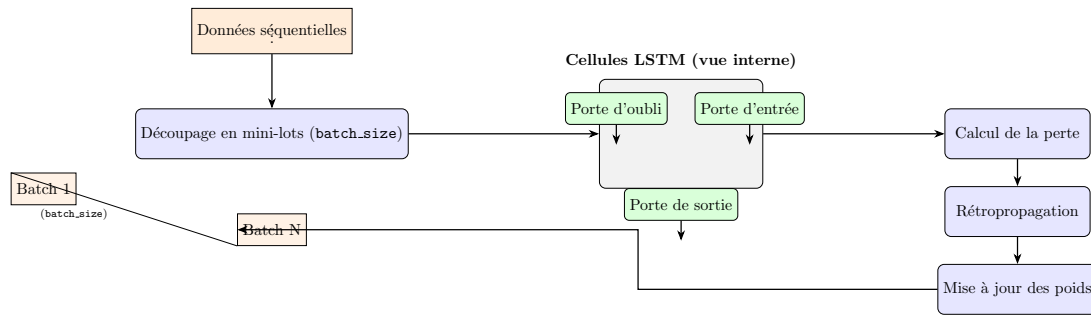 Données séquentielles
Cellules LSTM (vue interne)
Porte d'oubli
Porte d'entrée
Découpage en mini-lots (batch_size)
Calcul de la perte
Batch 1
(batch_size)
Porte de sortie
Rétropropagation
Batch N
Mise à jour des poids